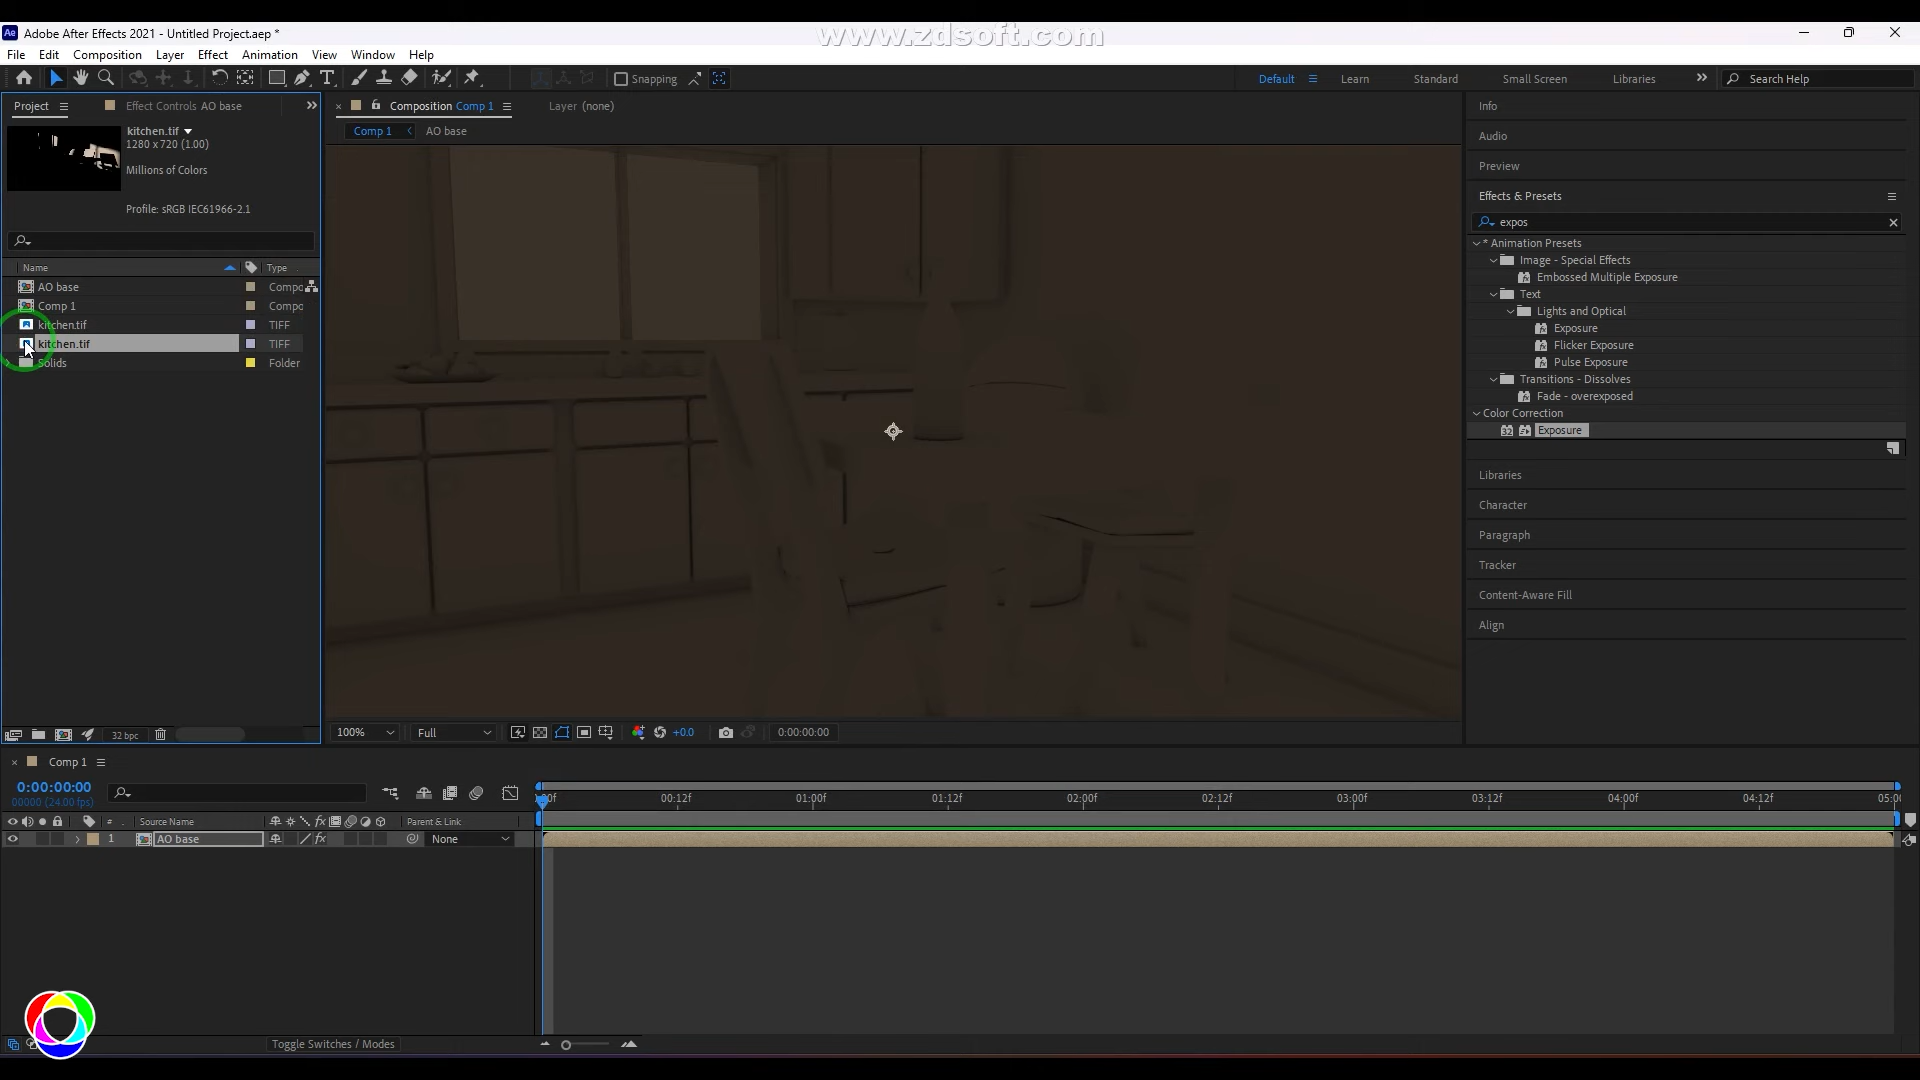 www.zdsoft.com
Ae Adobe After Effects 2021 - Untitled Project.aep *
File Edit Composition Layer Effect Animation View Window Help
Snapping
Default Learn Standard Small Screen Libraries Search Help
Project Effect Controls AO base
Composition Comp 1 Layer (none)
Comp 1 AO base
kitchen.tif
1280 x 720 (1.00)
Millions of Colors
Profile: sRGB IEC61966-2.1
Name Type
AO base Compo
Comp 1 Compo
kitchen.tif TIFF
kitchen.tif TIFF
Solids Folder
32 bpc
100% Full +0.0 0:00:00:00
Info
Audio
Preview
Effects & Presets
expos
* Animation Presets
Image - Special Effects
Embossed Multiple Exposure
Text
Lights and Optical
Exposure
Flicker Exposure
Pulse Exposure
Transitions - Dissolves
Fade - overexposed
Color Correction
32 Exposure
Libraries
Character
Paragraph
Tracker
Content-Aware Fill
Align
Comp 1
0:00:00:00
00000 (24.00 fps)
00:12f 01:00f 01:12f 02:00f 02:12f 03:00f 03:12f 04:00f 04:12f
# Source Name fx Parent & Link
1 AO base fx None
Toggle Switches / Modes